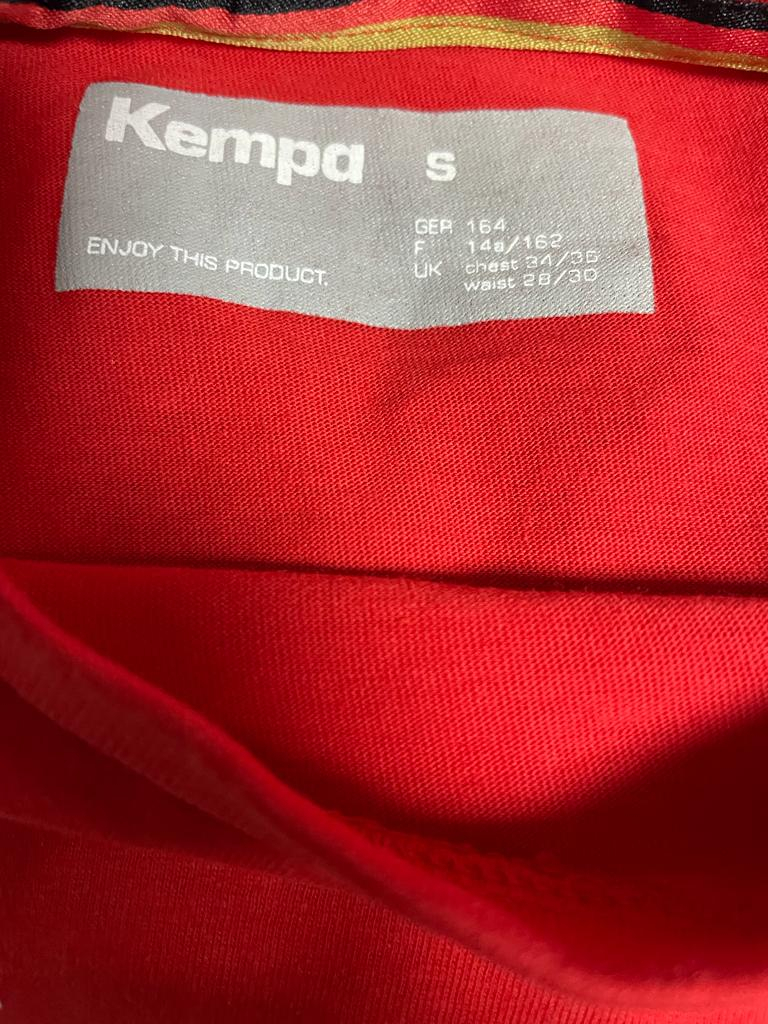 Kempa S
GER 164
F 14a/162
ENJOY THIS PRODUCT.
UK chest 34/36
waist 28/30